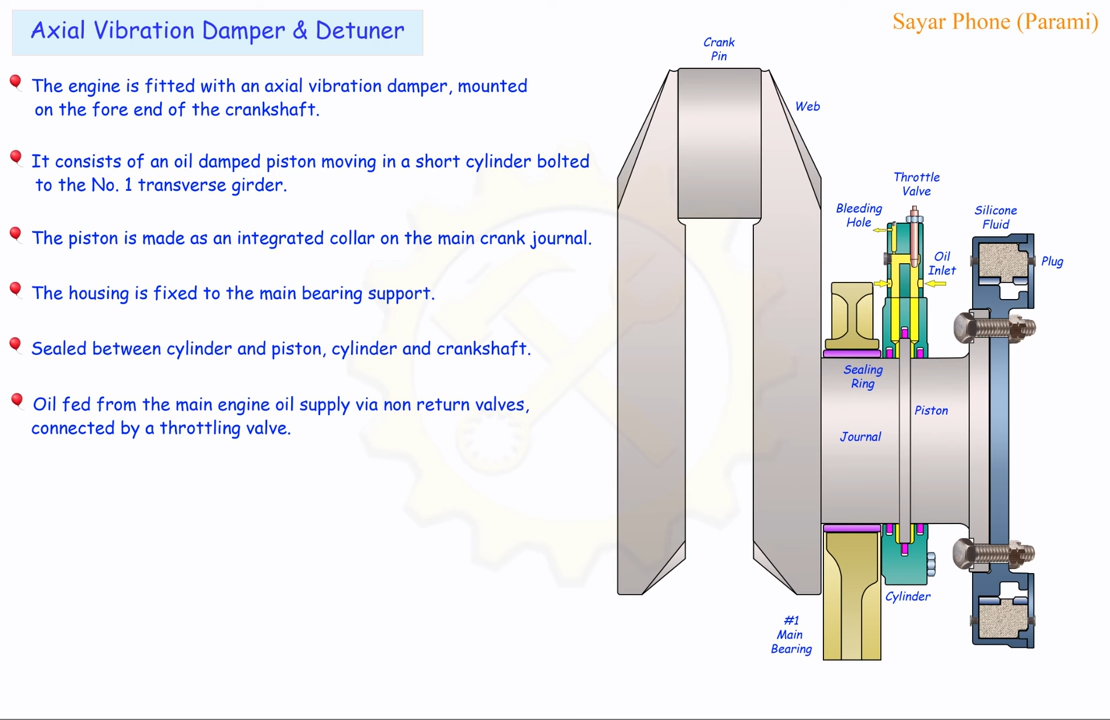 Axial Vibration Damper & Detuner
Sayar Phone (Parami)
The engine is fitted with an axial vibration damper, mounted
on the fore end of the crankshaft.
It consists of an oil damped piston moving in a short cylinder bolted
to the No. 1 transverse girder.
The piston is made as an integrated collar on the main crank journal.
The housing is fixed to the main bearing support.
Sealed between cylinder and piston, cylinder and crankshaft.
Oil fed from the main engine oil supply via non return valves,
connected by a throttling valve.
Crank
Pin
Web
Throttle
Valve
Bleeding
Hole
Silicone
Fluid
Oil
Inlet
Plug
Sealing
Ring
Piston
Journal
Cylinder
#1
Main
Bearing